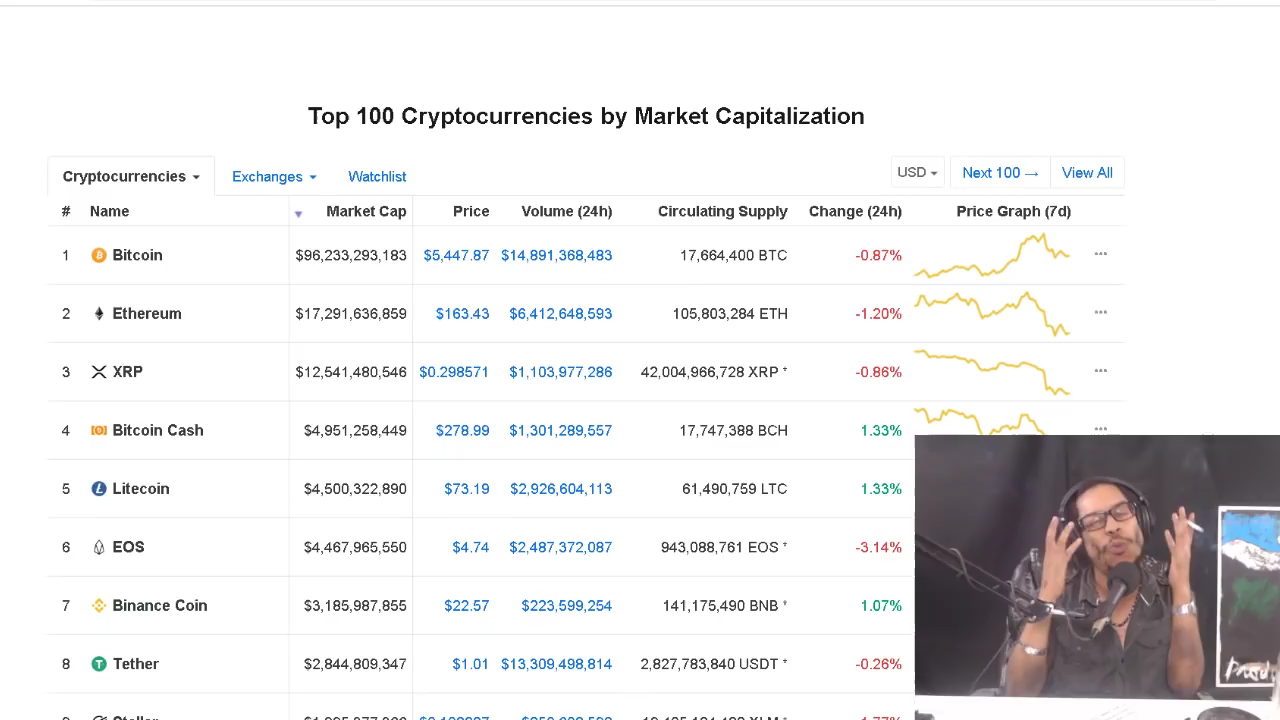 Top 100 Cryptocurrencies by Market Capitalization
Cryptocurrencies Exchanges Watchlist USD Next 100 → View All
# Name Market Cap Price Volume (24h) Circulating Supply Change (24h) Price Graph (7d)
1 Bitcoin $96,233,293,183 $5,447.87 $14,891,368,483 17,664,400 BTC -0.87%
2 Ethereum $17,291,636,859 $163.43 $6,412,648,593 105,803,284 ETH -1.20%
3 XRP $12,541,480,546 $0.298571 $1,103,977,286 42,004,966,728 XRP * -0.86%
4 Bitcoin Cash $4,951,258,449 $278.99 $1,301,289,557 17,747,388 BCH 1.33%
5 Litecoin $4,500,322,890 $73.19 $2,926,604,113 61,490,759 LTC 1.33%
6 EOS $4,467,965,550 $4.74 $2,487,372,087 943,088,761 EOS * -3.14%
7 Binance Coin $3,185,987,855 $22.57 $223,599,254 141,175,490 BNB * 1.07%
8 Tether $2,844,809,347 $1.01 $13,309,498,814 2,827,783,840 USDT * -0.26%